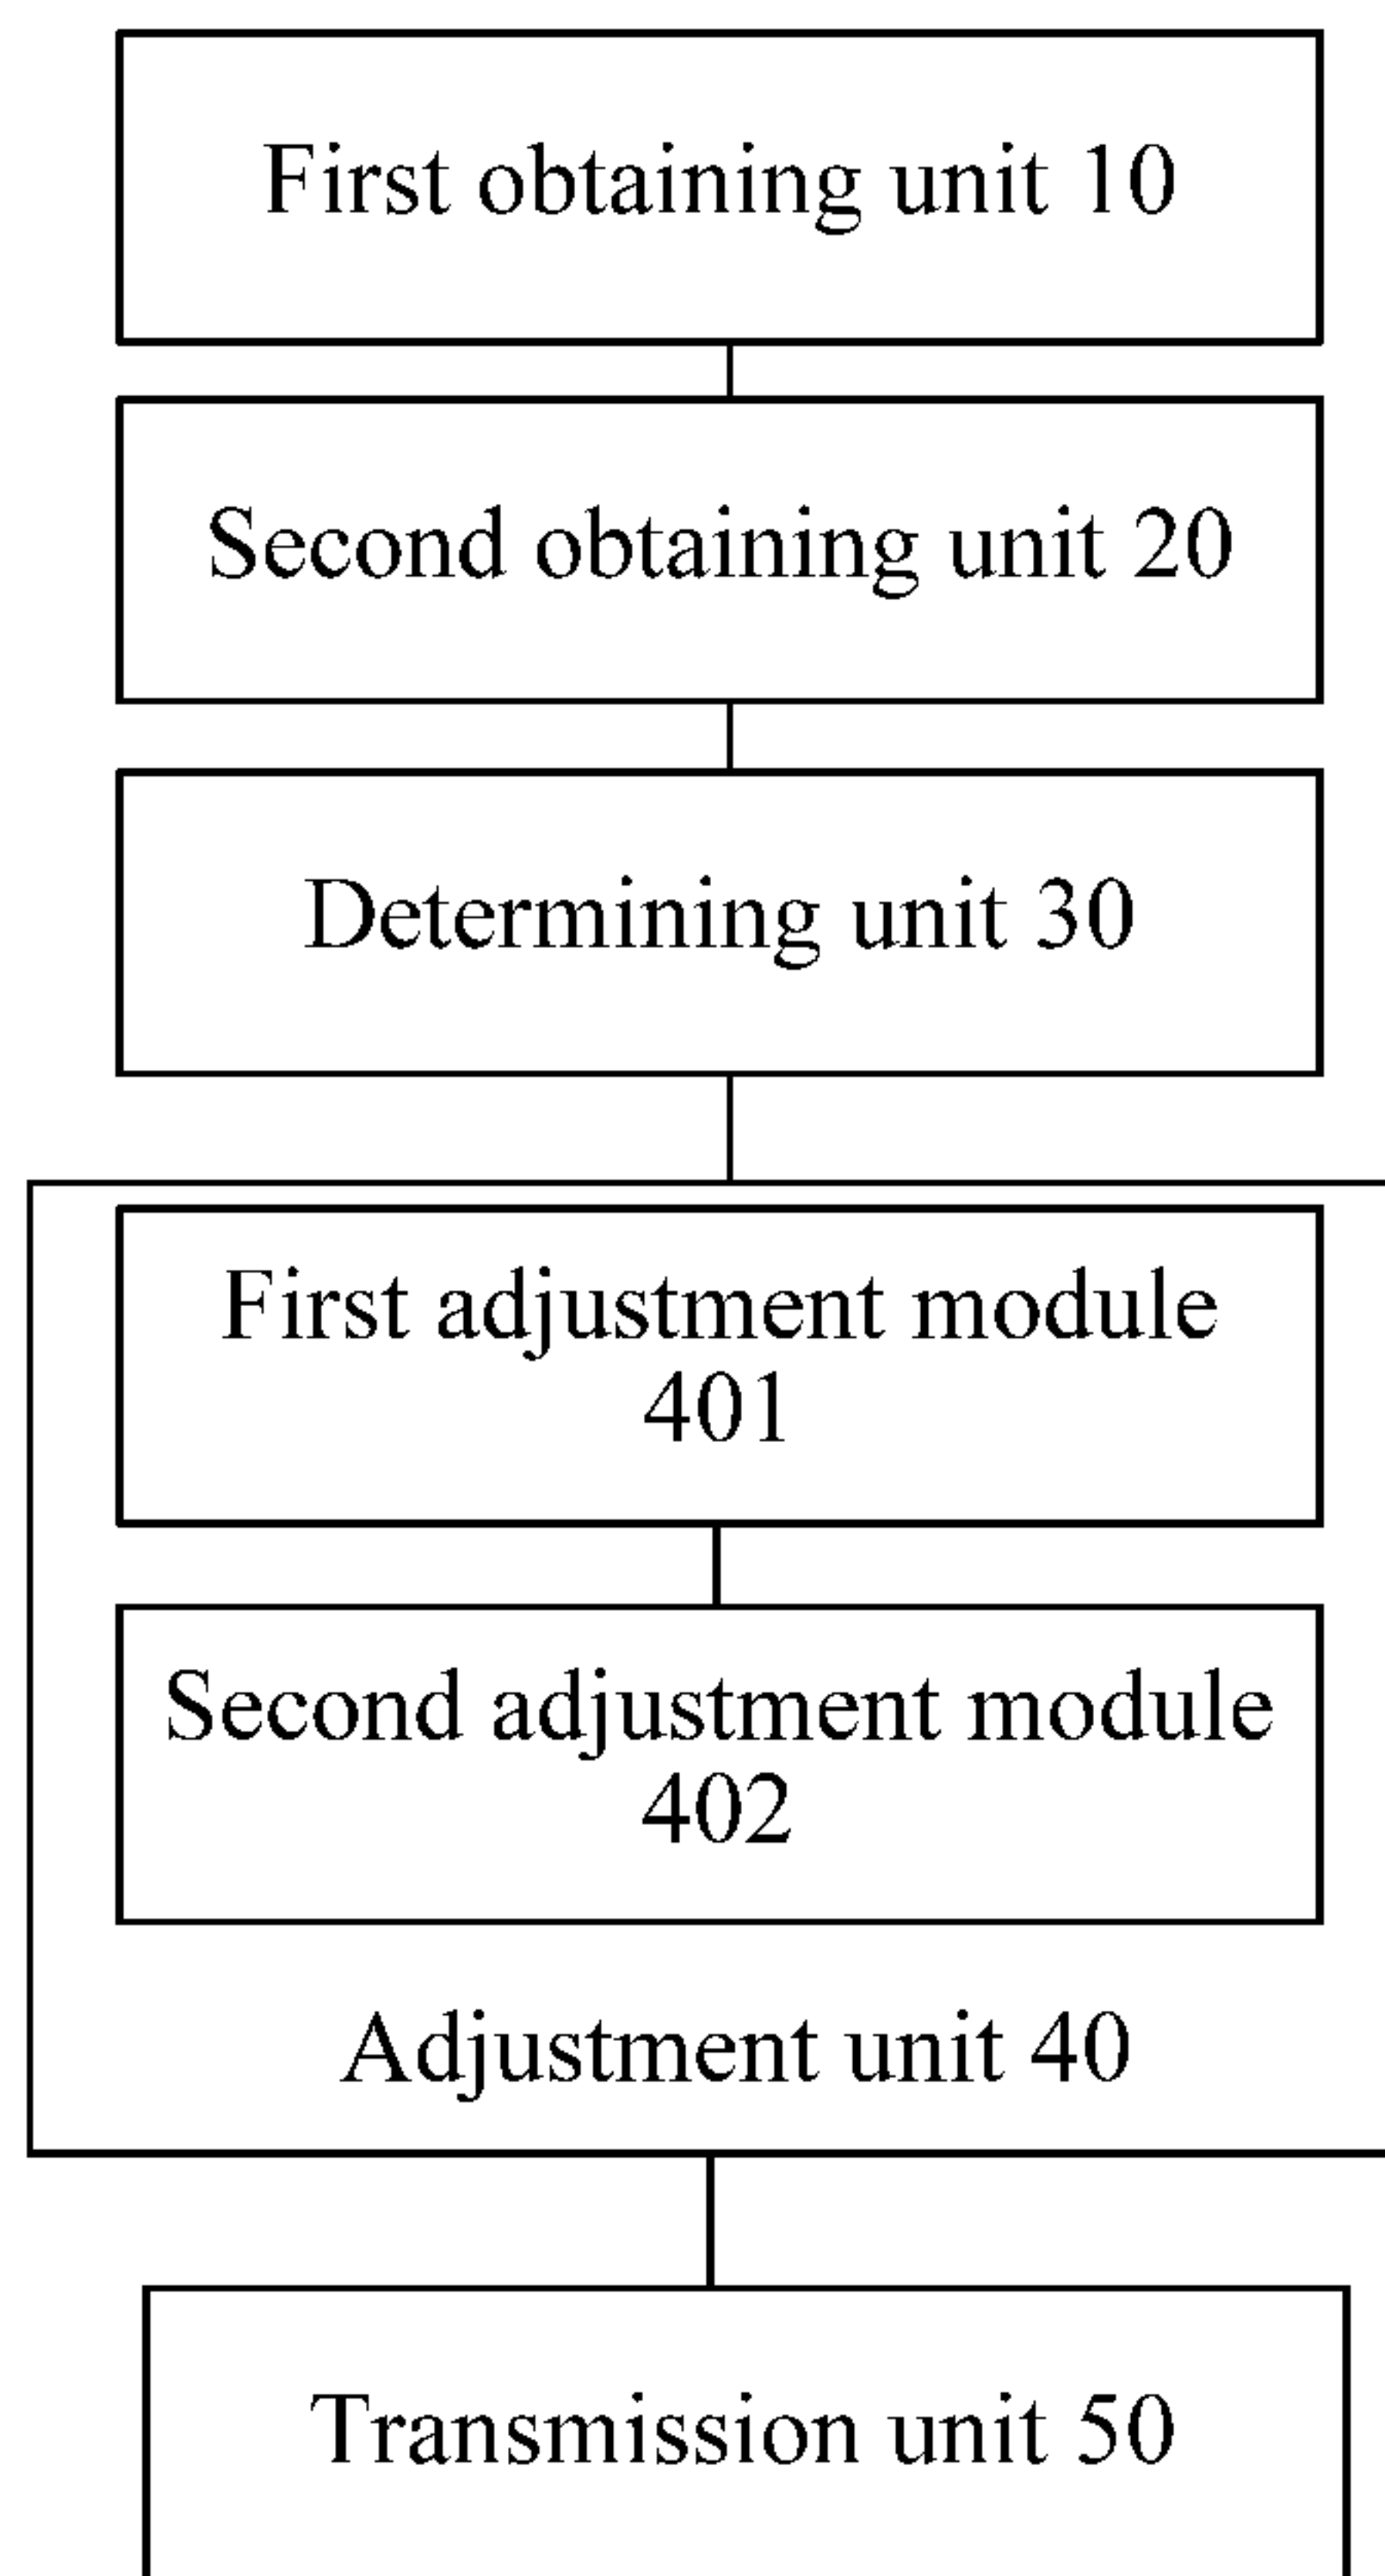 First obtaining unit 10
Second obtaining unit 20
Determining unit 30
First adjustment module
401
Second adjustment module
402
Adjustment unit 40
Transmission unit 50